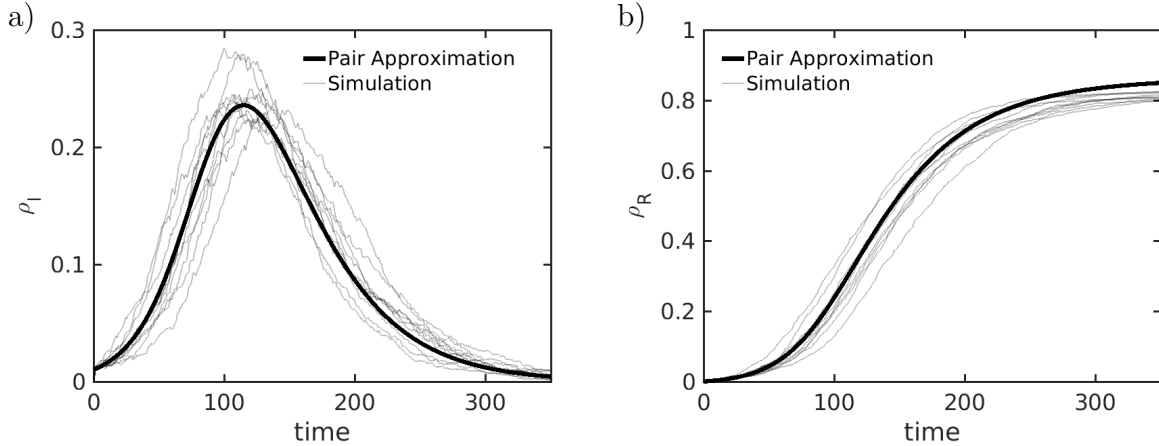 a)
0.3
0.2
0.1
0
ρI
Pair Approximation
Simulation
0 100 200 300
time
b)
1
0.8
0.6
0.4
0.2
0
ρR
Pair Approximation
Simulation
0 100 200 300
time